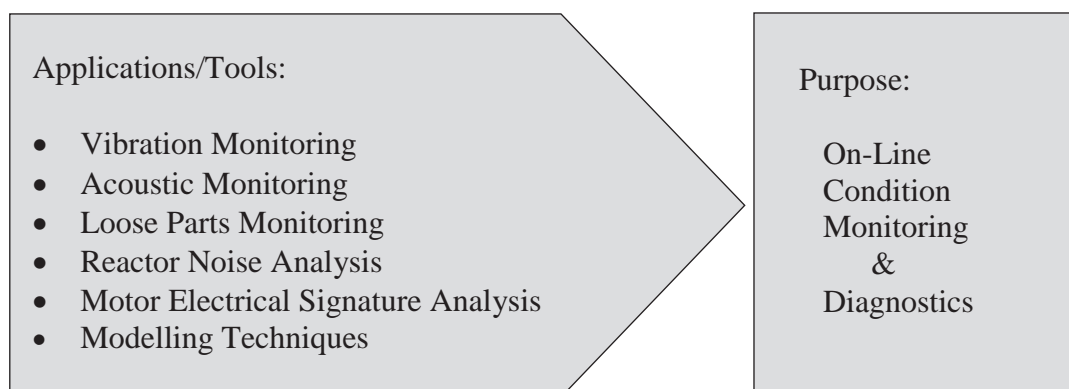 Applications/Tools:
• Vibration Monitoring
• Acoustic Monitoring
• Loose Parts Monitoring
• Reactor Noise Analysis
• Motor Electrical Signature Analysis
• Modelling Techniques
Purpose:
On-Line
Condition
Monitoring
&
Diagnostics